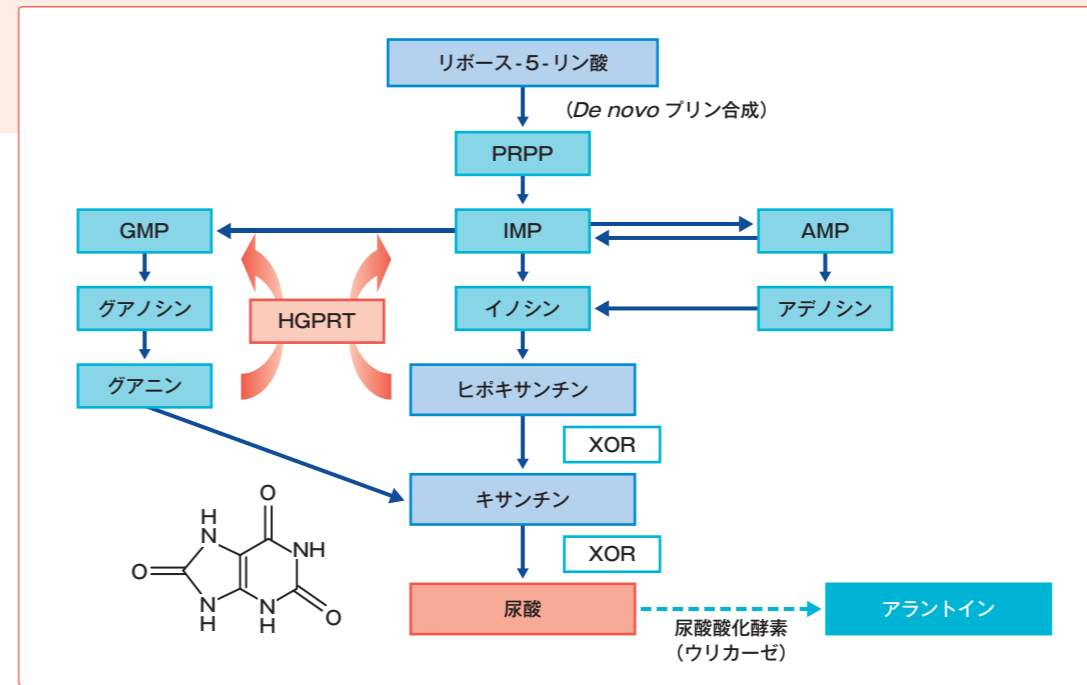 リボース-5-リン酸
(De novo プリン合成)
PRPP
GMP
IMP
AMP
グアノシン
HGPRT
イノシン
アデノシン
グアニン
ヒポキサンチン
XOR
キサンチン
XOR
尿酸
アラントイン
尿酸酸化酵素
(ウリカーゼ)
O
H
N
NH
O
N
H
N
H
O